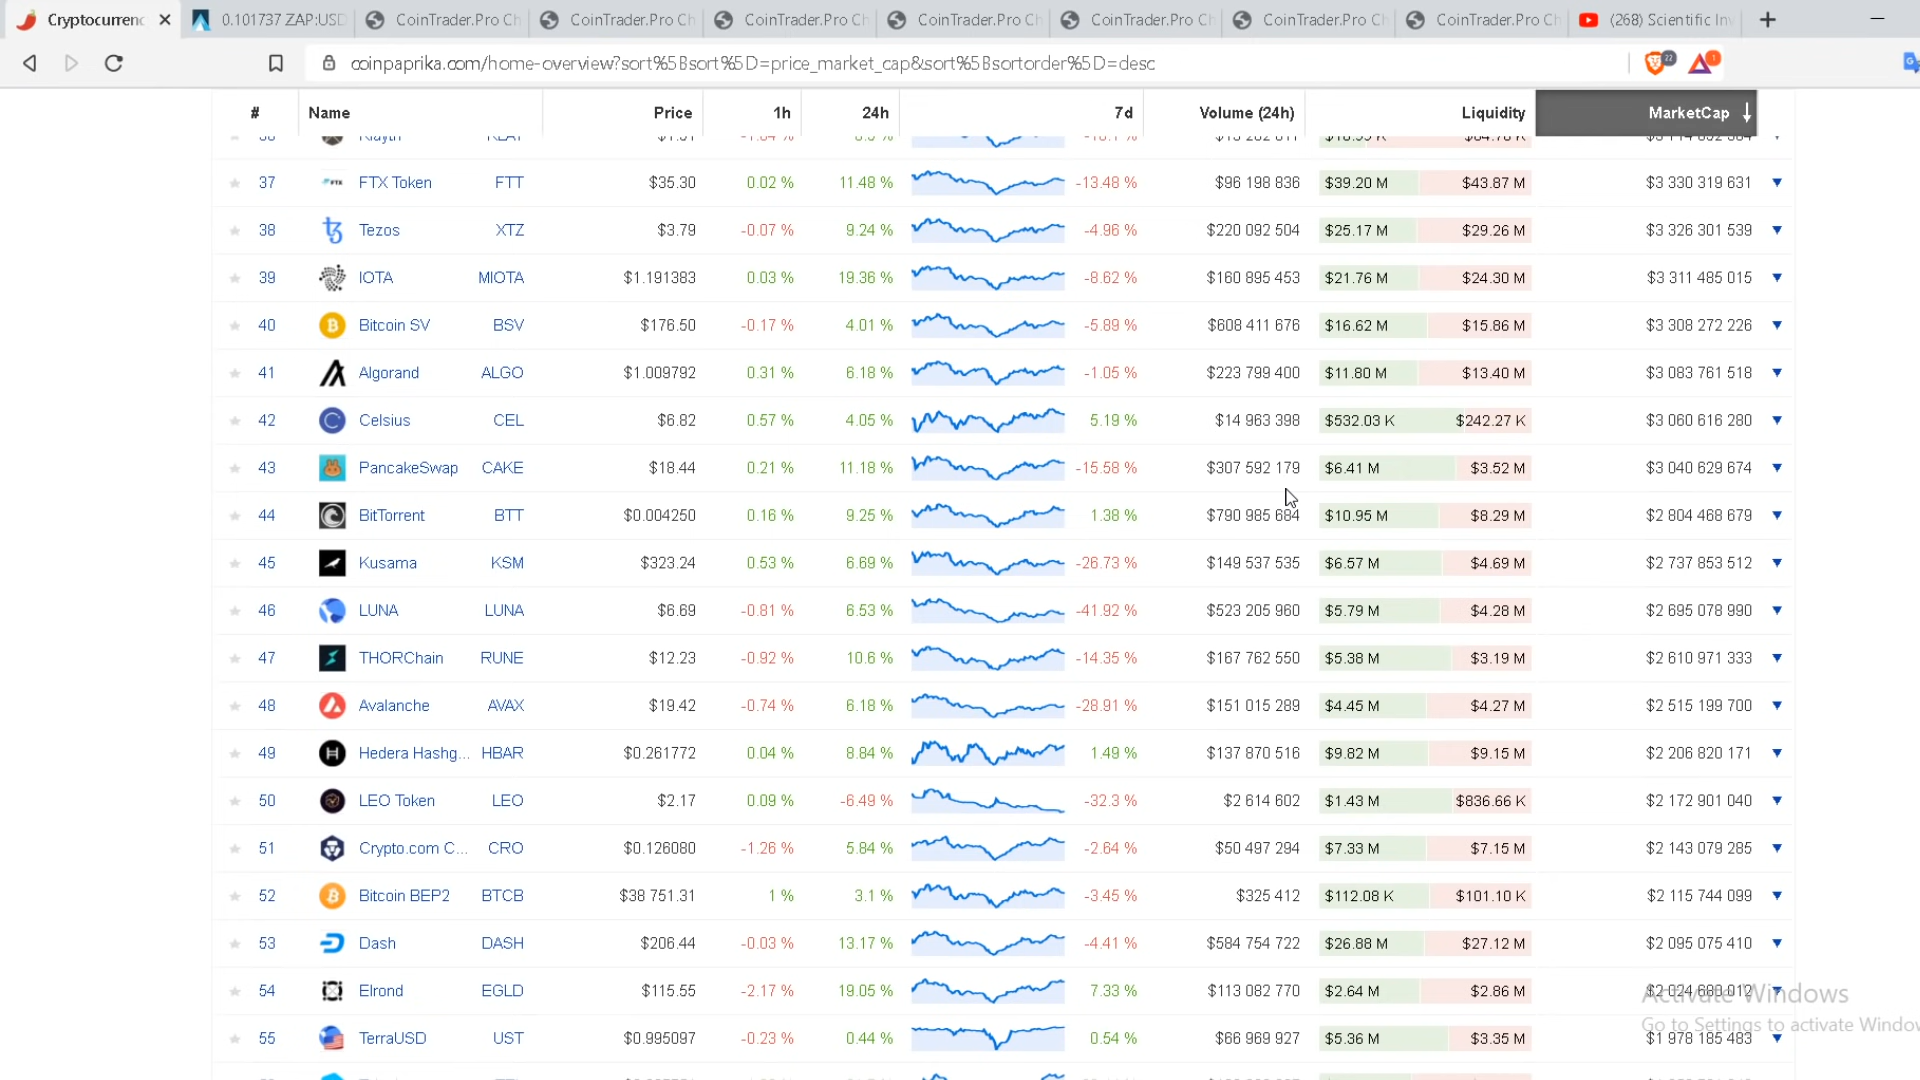 Cryptocurrenc
0.101737 ZAP:USD
CoinTrader.Pro Ch
CoinTrader.Pro Ch
CoinTrader.Pro Ch
CoinTrader.Pro Ch
CoinTrader.Pro Ch
CoinTrader.Pro Ch
CoinTrader.Pro Ch
(268) Scientific Inv
coinpaprika.com/home-overview?sort%5Bsort%5D=price_market_cap&sort%5Bsortorder%5D=desc
22
1
# Name Price 1h 24h 7d Volume (24h) Liquidity MarketCap
37 FTX Token FTT $35.30 0.02 % 11.48 % -13.48 % $96 198 836 $39.20 M $43.87 M $3 330 319 631
38 Tezos XTZ $3.79 -0.07 % 9.24 % -4.96 % $220 092 504 $25.17 M $29.26 M $3 326 301 539
39 IOTA MIOTA $1.191383 0.03 % 19.36 % -8.62 % $160 895 453 $21.76 M $24.30 M $3 311 485 015
40 Bitcoin SV BSV $176.50 -0.17 % 4.01 % -5.89 % $608 411 676 $16.62 M $15.86 M $3 308 272 226
41 Algorand ALGO $1.009792 0.31 % 6.18 % -1.05 % $223 799 400 $11.80 M $13.40 M $3 083 761 518
42 Celsius CEL $6.82 0.57 % 4.05 % 5.19 % $14 963 398 $532.03 K $242.27 K $3 060 616 280
43 PancakeSwap CAKE $18.44 0.21 % 11.18 % -15.58 % $307 592 179 $6.41 M $3.52 M $3 040 629 674
44 BitTorrent BTT $0.004250 0.16 % 9.25 % 1.38 % $790 985 684 $10.95 M $8.29 M $2 804 468 679
45 Kusama KSM $323.24 0.53 % 6.69 % -26.73 % $149 537 535 $6.57 M $4.69 M $2 737 853 512
46 LUNA LUNA $6.69 -0.81 % 6.53 % -41.92 % $523 205 960 $5.79 M $4.28 M $2 695 078 990
47 THORChain RUNE $12.23 -0.92 % 10.6 % -14.35 % $167 762 550 $5.38 M $3.19 M $2 610 971 333
48 Avalanche AVAX $19.42 -0.74 % 6.18 % -28.91 % $151 015 289 $4.45 M $4.27 M $2 515 199 700
49 Hedera Hashg... HBAR $0.261772 0.04 % 8.84 % 1.49 % $137 870 516 $9.82 M $9.15 M $2 206 820 171
50 LEO Token LEO $2.17 0.09 % -6.49 % -32.3 % $2 614 602 $1.43 M $836.66 K $2 172 901 040
51 Crypto.com C... CRO $0.126080 -1.26 % 5.84 % -2.64 % $50 497 294 $7.33 M $7.15 M $2 143 079 285
52 Bitcoin BEP2 BTCB $38 751.31 1 % 3.1 % -3.45 % $325 412 $112.08 K $101.10 K $2 115 744 099
53 Dash DASH $206.44 -0.03 % 13.17 % -4.41 % $584 754 722 $26.88 M $27.12 M $2 095 075 410
54 Elrond EGLD $115.55 -2.17 % 19.05 % 7.33 % $113 082 770 $2.64 M $2.86 M $2 024 680 012
Activate Windows
Go to Settings to activate Windows
55 TerraUSD UST $0.995097 -0.23 % 0.44 % 0.54 % $66 969 927 $5.36 M $3.35 M $1 978 185 483